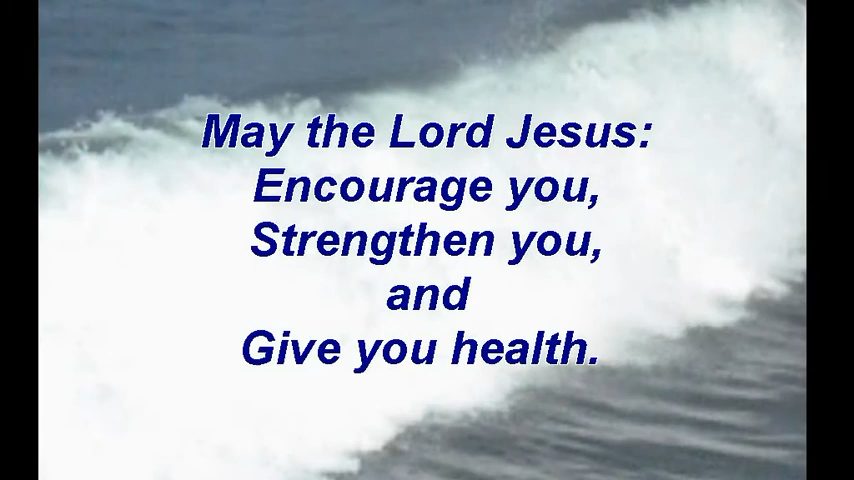 May the Lord Jesus:
Encourage you,
Strengthen you,
and
Give you health.